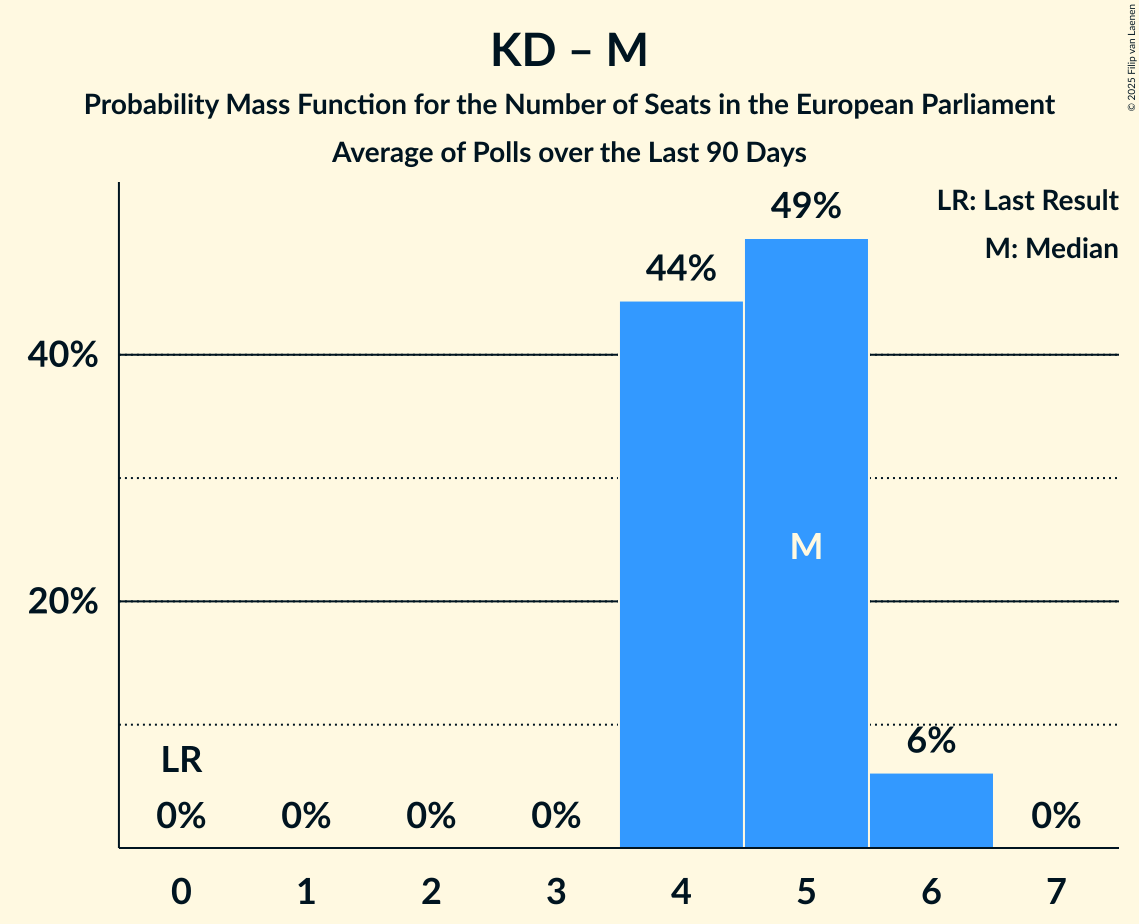 KD – M
Probability Mass Function for the Number of Seats in the European Parliament
Average of Polls over the Last 90 Days
© 2025 Filip van Laenen
LR: Last Result
M: Median
49%
44%
40%
M
20%
6%
LR
0% 0% 0% 0% 0%
0 1 2 3 4 5 6 7